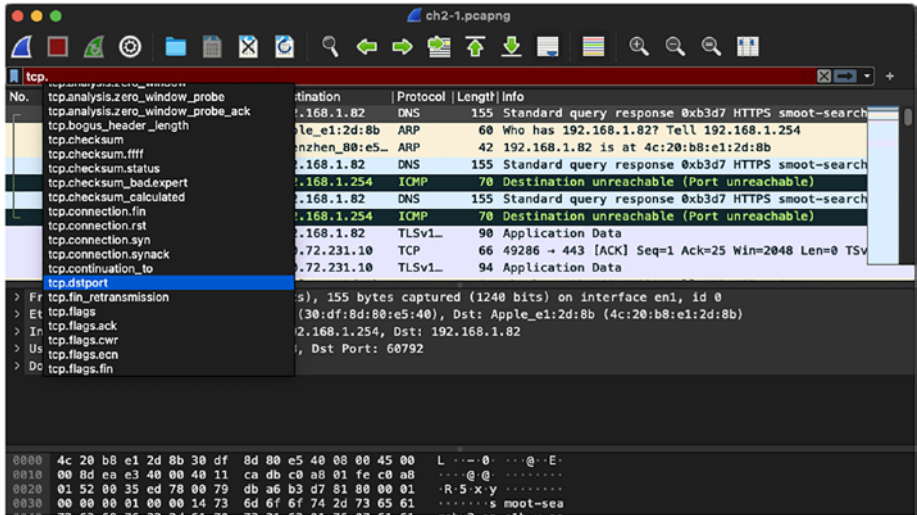 ch2-1.pcapng
tcp.
No. stination Protocol Length Info
tcp.analysis.zero_window
tcp.analysis.zero_window_probe
tcp.analysis.zero_window_probe_ack
tcp.bogus_header_length
tcp.checksum
tcp.checksum.ffff
tcp.checksum.status
tcp.checksum_bad.expert
tcp.checksum_calculated
tcp.connection.fin
tcp.connection.rst
tcp.connection.syn
tcp.connection.synack
tcp.continuation_to
tcp.dstport
tcp.fin_retransmission
tcp.flags
tcp.flags.ack
tcp.flags.cwr
tcp.flags.ecn
tcp.flags.fin
2.168.1.82 DNS 155 Standard query response 0xb3d7 HTTPS smoot-search
ple_e1:2d:8b ARP 60 Who has 192.168.1.82? Tell 192.168.1.254
enzhen_80:e5… ARP 42 192.168.1.82 is at 4c:20:b8:e1:2d:8b
2.168.1.82 DNS 155 Standard query response 0xb3d7 HTTPS smoot-search
2.168.1.254 ICMP 70 Destination unreachable (Port unreachable)
2.168.1.82 DNS 155 Standard query response 0xb3d7 HTTPS smoot-search
2.168.1.254 ICMP 70 Destination unreachable (Port unreachable)
2.168.1.82 TLSv1… 90 Application Data
.72.231.10 TCP 66 49286 → 443 [ACK] Seq=1 Ack=25 Win=2048 Len=0 TSv
.72.231.10 TLSv1… 94 Application Data
> Fr s), 155 bytes captured (1240 bits) on interface en1, id 0
> Et (30:df:8d:80:e5:40), Dst: Apple_e1:2d:8b (4c:20:b8:e1:2d:8b)
> In 92.168.1.254, Dst: 192.168.1.82
> Us , Dst Port: 60792
> Do
0000 4c 20 b8 e1 2d 8b 30 df 8d 80 e5 40 08 00 45 00 L ··-·0· ···@··E·
0010 00 8d ea e3 40 00 40 11 ca db c0 a8 01 fe c0 a8 ····@·@· ········
0020 01 52 00 35 ed 78 00 79 db a6 b3 d7 81 80 00 01 ·R·5·x·y ········
0030 00 00 00 01 00 00 14 73 6d 6f 6f 74 2d 73 65 61 ·······s moot-sea